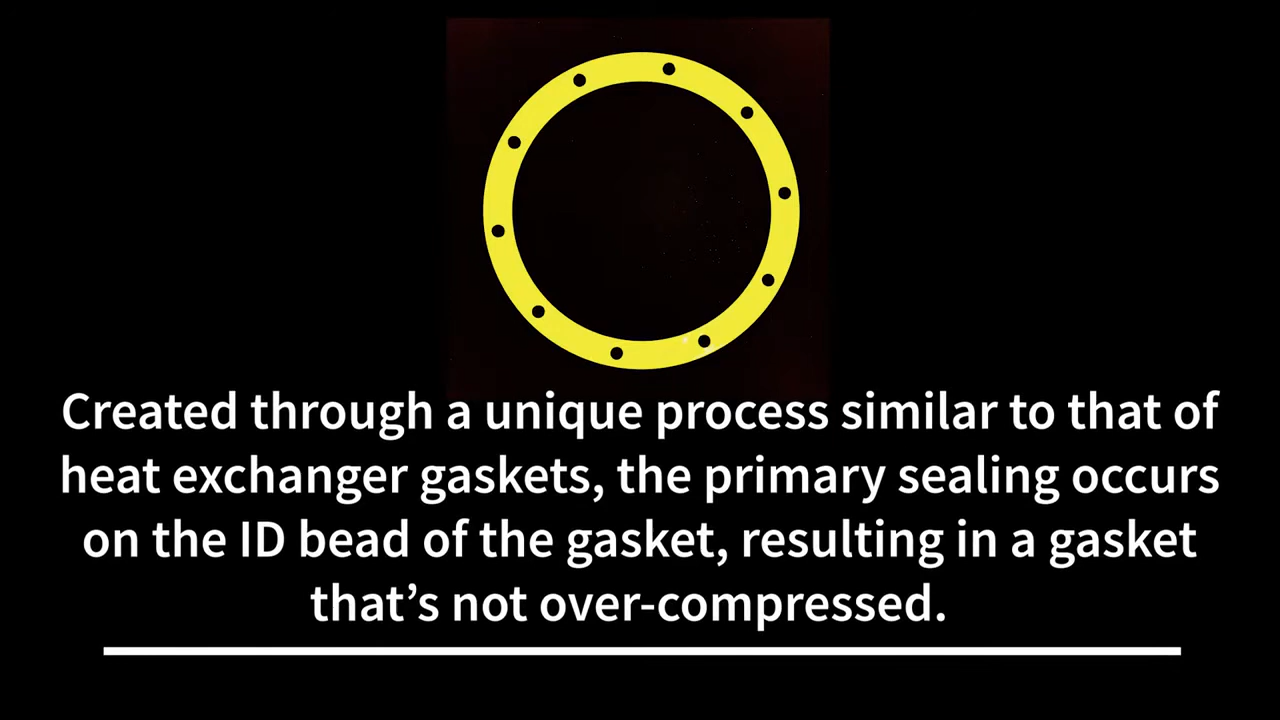 Created through a unique process similar to that of
heat exchanger gaskets, the primary sealing occurs
on the ID bead of the gasket, resulting in a gasket
that’s not over-compressed.